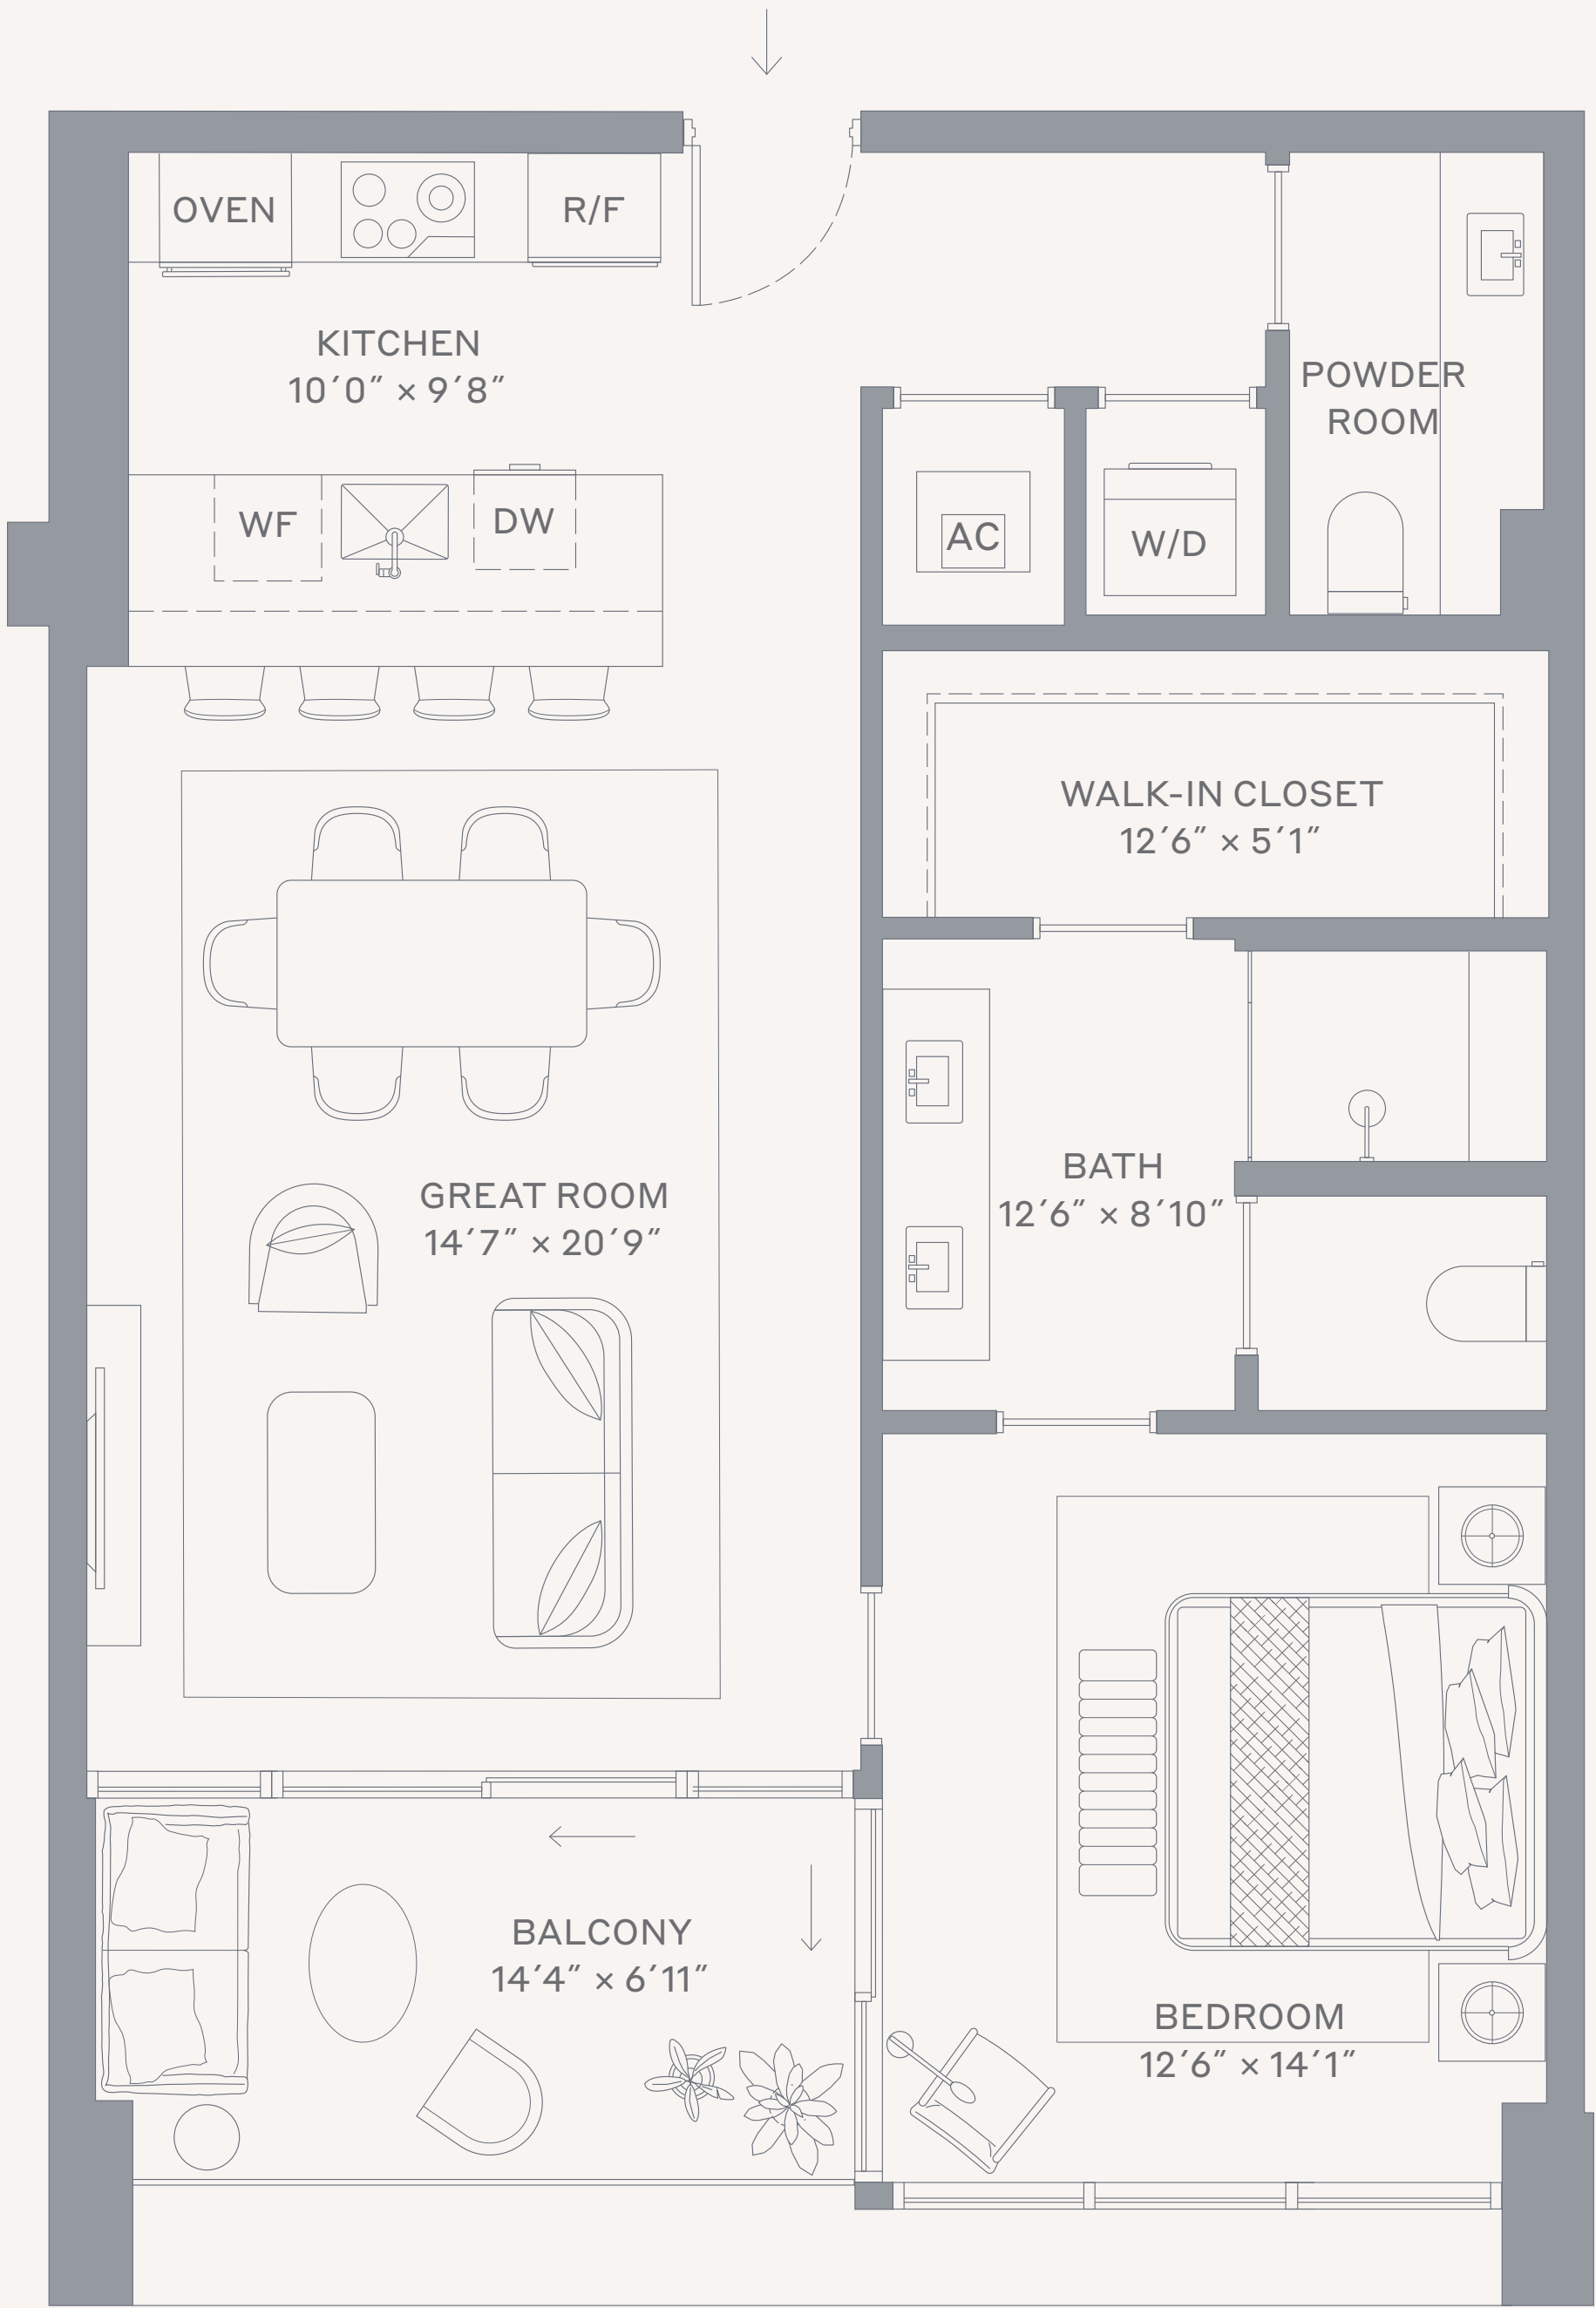 OVEN
R/F
KITCHEN
10′0″ × 9′8″
POWDER
ROOM
WF
DW
AC
W/D
WALK-IN CLOSET
12′6″ × 5′1″
BATH
12′6″ × 8′10″
GREAT ROOM
14′7″ × 20′9″
BALCONY
14′4″ × 6′11″
BEDROOM
12′6″ × 14′1″